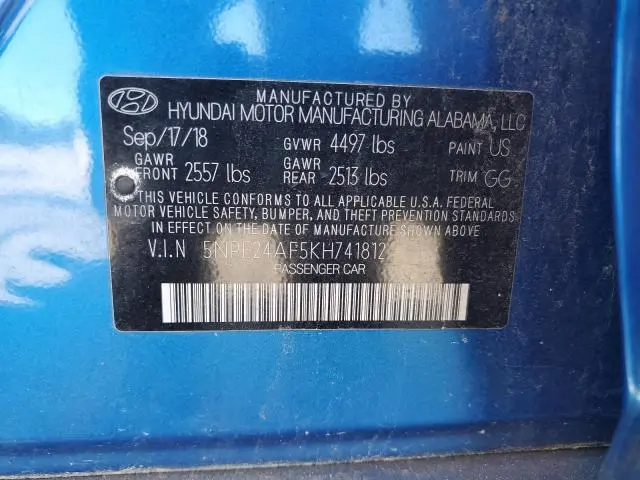 MANUFACTURED BY
HYUNDAI MOTOR MANUFACTURING ALABAMA, LLC
Sep/17/18 GVWR 4497 lbs PAINT US
GAWR FRONT 2557 lbs GAWR REAR 2513 lbs TRIM GG
THIS VEHICLE CONFORMS TO ALL APPLICABLE U.S.A. FEDERAL
MOTOR VEHICLE SAFETY, BUMPER, AND THEFT PREVENTION STANDARDS
IN EFFECT ON THE DATE OF MANUFACTURE SHOWN ABOVE.
V.I.N 5NPE24AF5KH741812
PASSENGER CAR